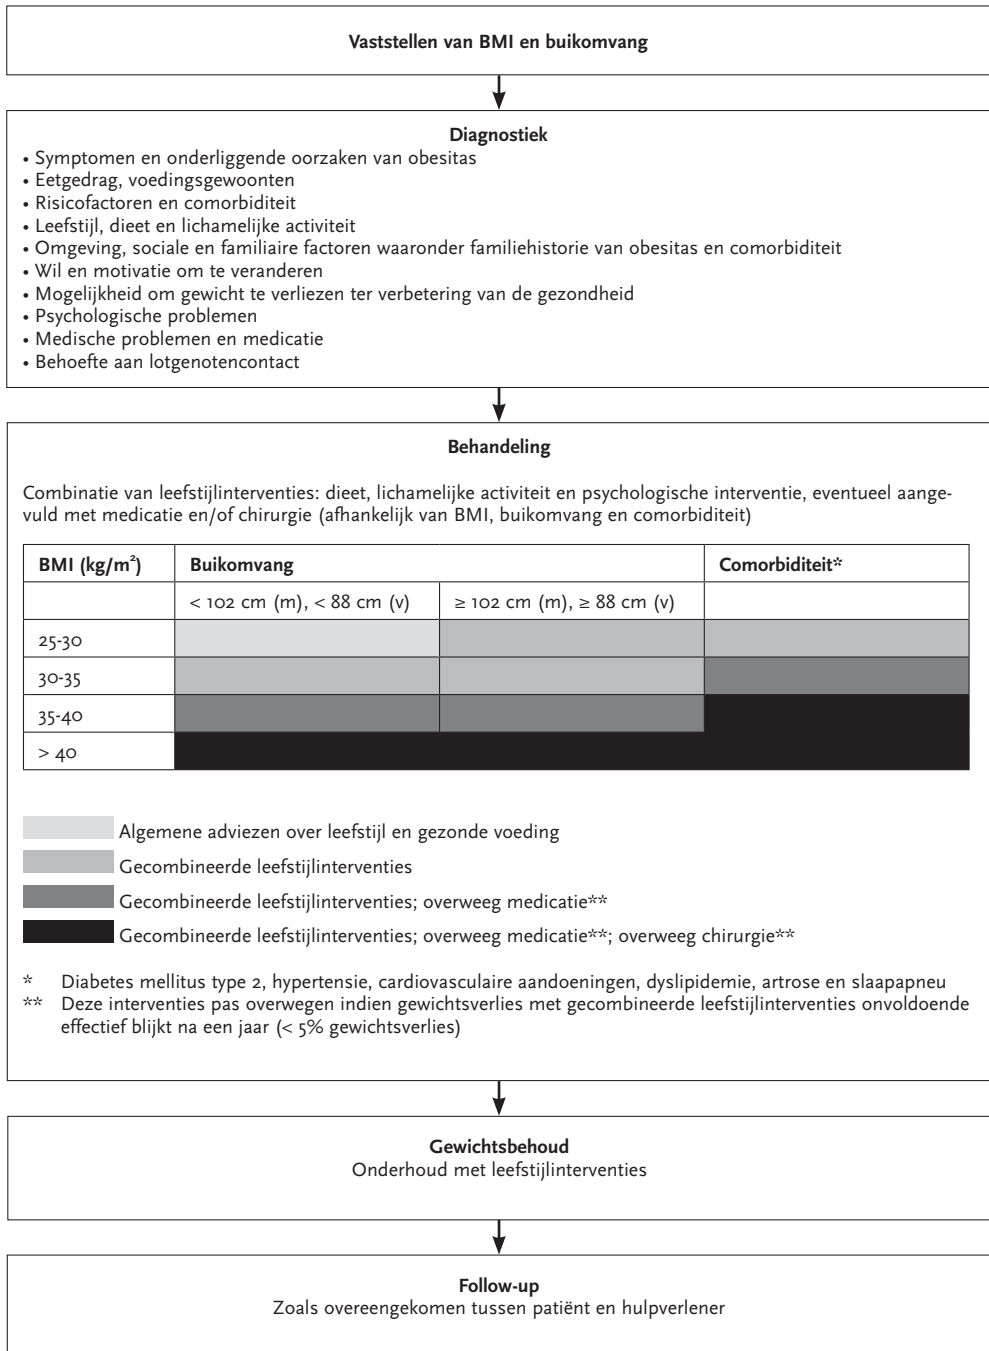 Vaststellen van BMI en buikomvang
Diagnostiek
• Symptomen en onderliggende oorzaken van obesitas
• Eetgedrag, voedingsgewoonten
• Risicofactoren en comorbiditeit
• Leefstijl, dieet en lichamelijke activiteit
• Omgeving, sociale en familiaire factoren waaronder familiehistorie van obesitas en comorbiditeit
• Wil en motivatie om te veranderen
• Mogelijkheid om gewicht te verliezen ter verbetering van de gezondheid
• Psychologische problemen
• Medische problemen en medicatie
• Behoefte aan lotgenotencontact
Behandeling
Combinatie van leefstijlinterventies: dieet, lichamelijke activiteit en psychologische interventie, eventueel aange-
vuld met medicatie en/of chirurgie (afhankelijk van BMI, buikomvang en comorbiditeit)
BMI (kg/m²) Buikomvang Comorbiditeit*
< 102 cm (m), < 88 cm (v) ≥ 102 cm (m), ≥ 88 cm (v)
25-30
30-35
35-40
> 40
Algemene adviezen over leefstijl en gezonde voeding
Gecombineerde leefstijlinterventies
Gecombineerde leefstijlinterventies; overweeg medicatie**
Gecombineerde leefstijlinterventies; overweeg medicatie**; overweeg chirurgie**
* Diabetes mellitus type 2, hypertensie, cardiovasculaire aandoeningen, dyslipidemie, artrose en slaapapneu
** Deze interventies pas overwegen indien gewichtsverlies met gecombineerde leefstijlinterventies onvoldoende
effectief blijkt na een jaar (< 5% gewichtsverlies)
Gewichtsbehoud
Onderhoud met leefstijlinterventies
Follow-up
Zoals overeengekomen tussen patiënt en hulpverlener